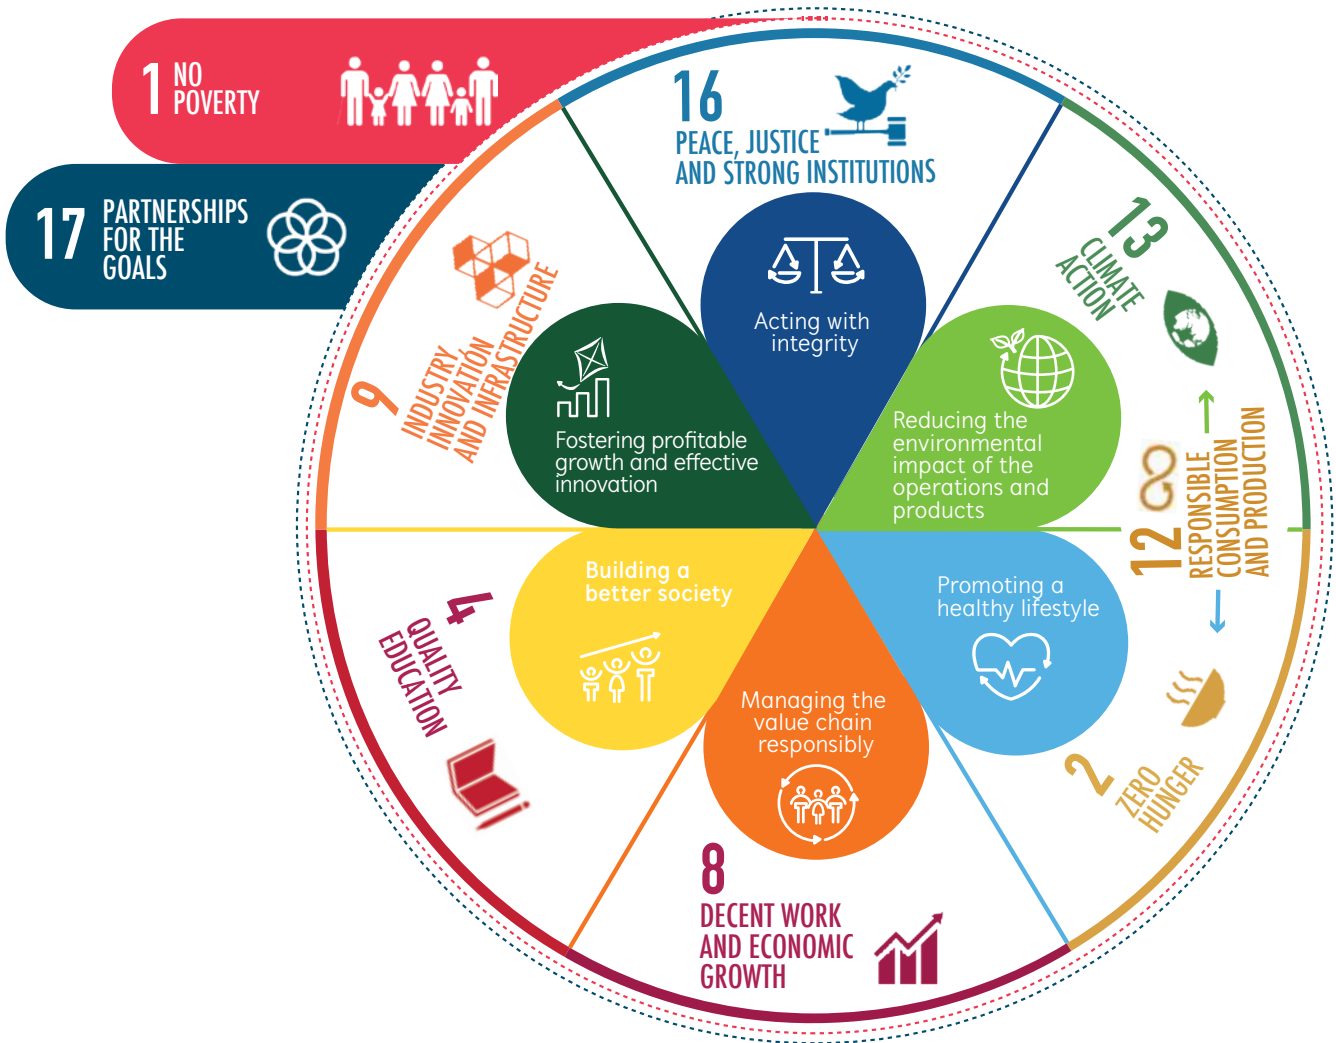 1
NO
POVERTY
17
PARTNERSHIPS
FOR THE
GOALS
16
PEACE, JUSTICE
AND STRONG INSTITUTIONS
Acting with
integrity
13
CLIMATE
ACTION
Reducing the
environmental
impact of the
operations and
products
12
RESPONSIBLE
CONSUMPTION
AND PRODUCTION
Promoting a
healthy lifestyle
2
ZERO
HUNGER
Managing the
value chain
responsibly
8
DECENT WORK
AND ECONOMIC
GROWTH
Building a
better society
4
QUALITY
EDUCATION
Fostering profitable
growth and effective
innovation
9
INDUSTRY
INNOVATIÓN
AND INFRASTRUCTURE